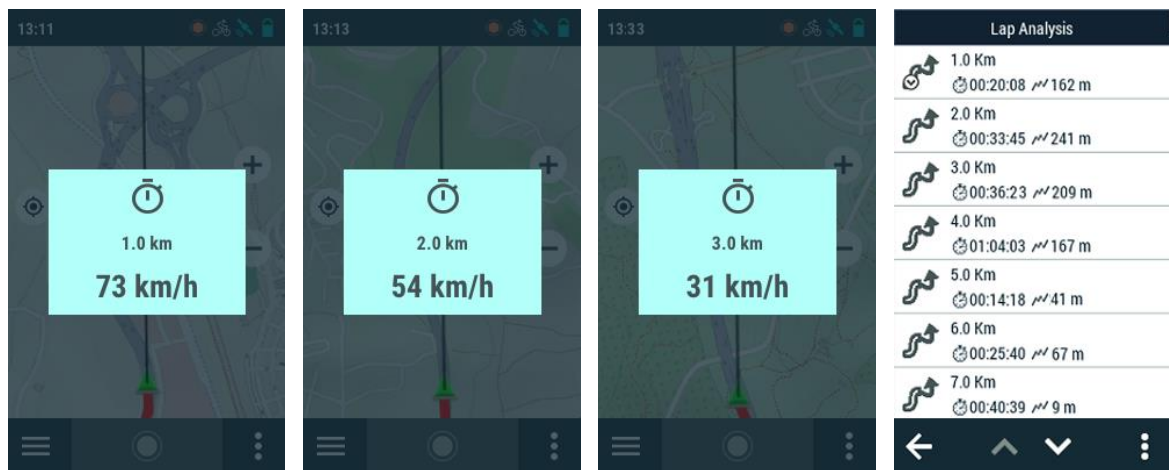 13:11
1.0 km
73 km/h
13:13
2.0 km
54 km/h
13:33
3.0 km
31 km/h
Lap Analysis
1.0 Km
00:20:08 162 m
2.0 Km
00:33:45 241 m
3.0 Km
00:36:23 209 m
4.0 Km
01:04:03 167 m
5.0 Km
00:14:18 41 m
6.0 Km
00:25:40 67 m
7.0 Km
00:40:39 9 m